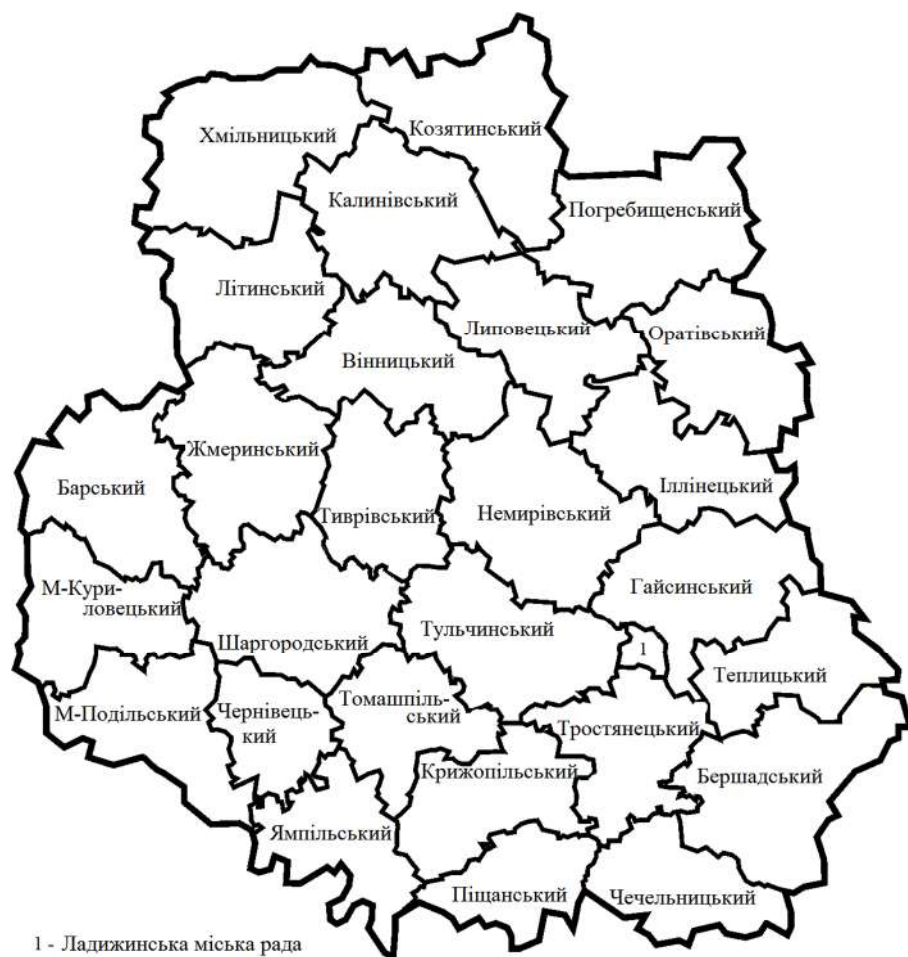 Хмільницький
Козятинський
Калинівський
Погребищенський
Літинський
Липовецький
Оратівський
Вінницький
Жмеринський
Барський
Тиврівський
Немирівський
Іллінецький
М-Кури-
ловецький
Гайсинський
Шаргородський
Тульчинський
1
Теплицький
М-Подільський
Чернівець-
кий
Томашпіль-
ський
Тростянецький
Крижопільський
Бершадський
Ямпільський
Піщанський
Чечельницький
1 - Ладижинська міська рада